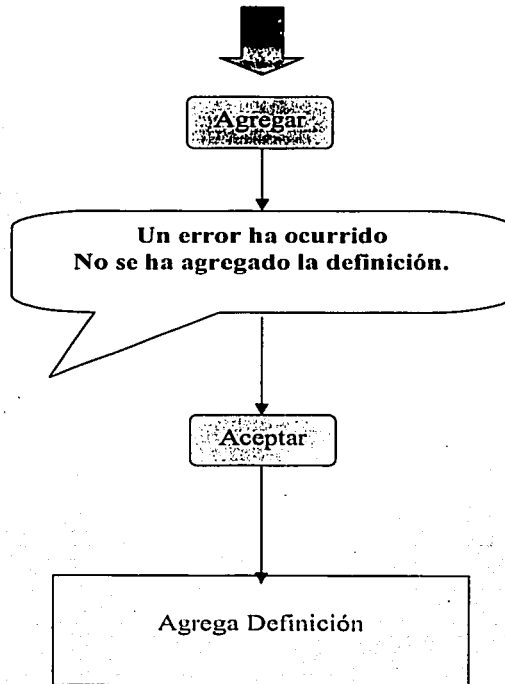 Agregar
Un error ha ocurrido
No se ha agregado la definición.
Aceptar
Agrega Definición